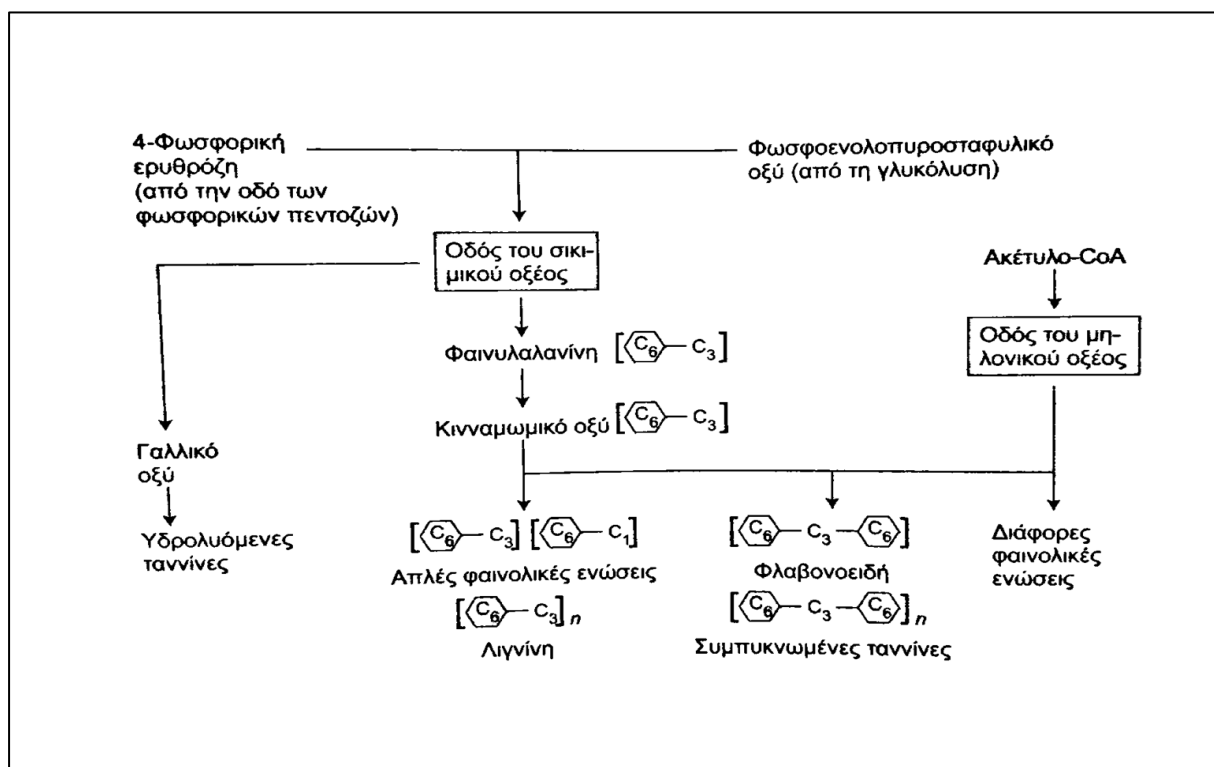 4-Φωσφορική
ερυθρόζη
(από την οδό των
φωσφορικών πεντοζών)
Φωσφοενολοπυροσταφυλικό
οξύ (από τη γλυκόλυση)
Οδός του σικι-
μικού οξέος
Ακέτυλο-CoA
Οδός του μη-
λονικού οξέος
Φαινυλαλανίνη [C6 — C3]
Κινναμωμικό οξύ [C6 — C3]
Γαλλικό
οξύ
Υδρολυόμενες
ταννίνες
[C6 — C3] [C6 — C1]
Απλές φαινολικές ενώσεις
[C6 — C3]n
Λιγνίνη
[C6 — C3 — C6]
Φλαβονοειδή
[C6 — C3 — C6]n
Συμπυκνωμένες ταννίνες
Διάφορες
φαινολικές
ενώσεις